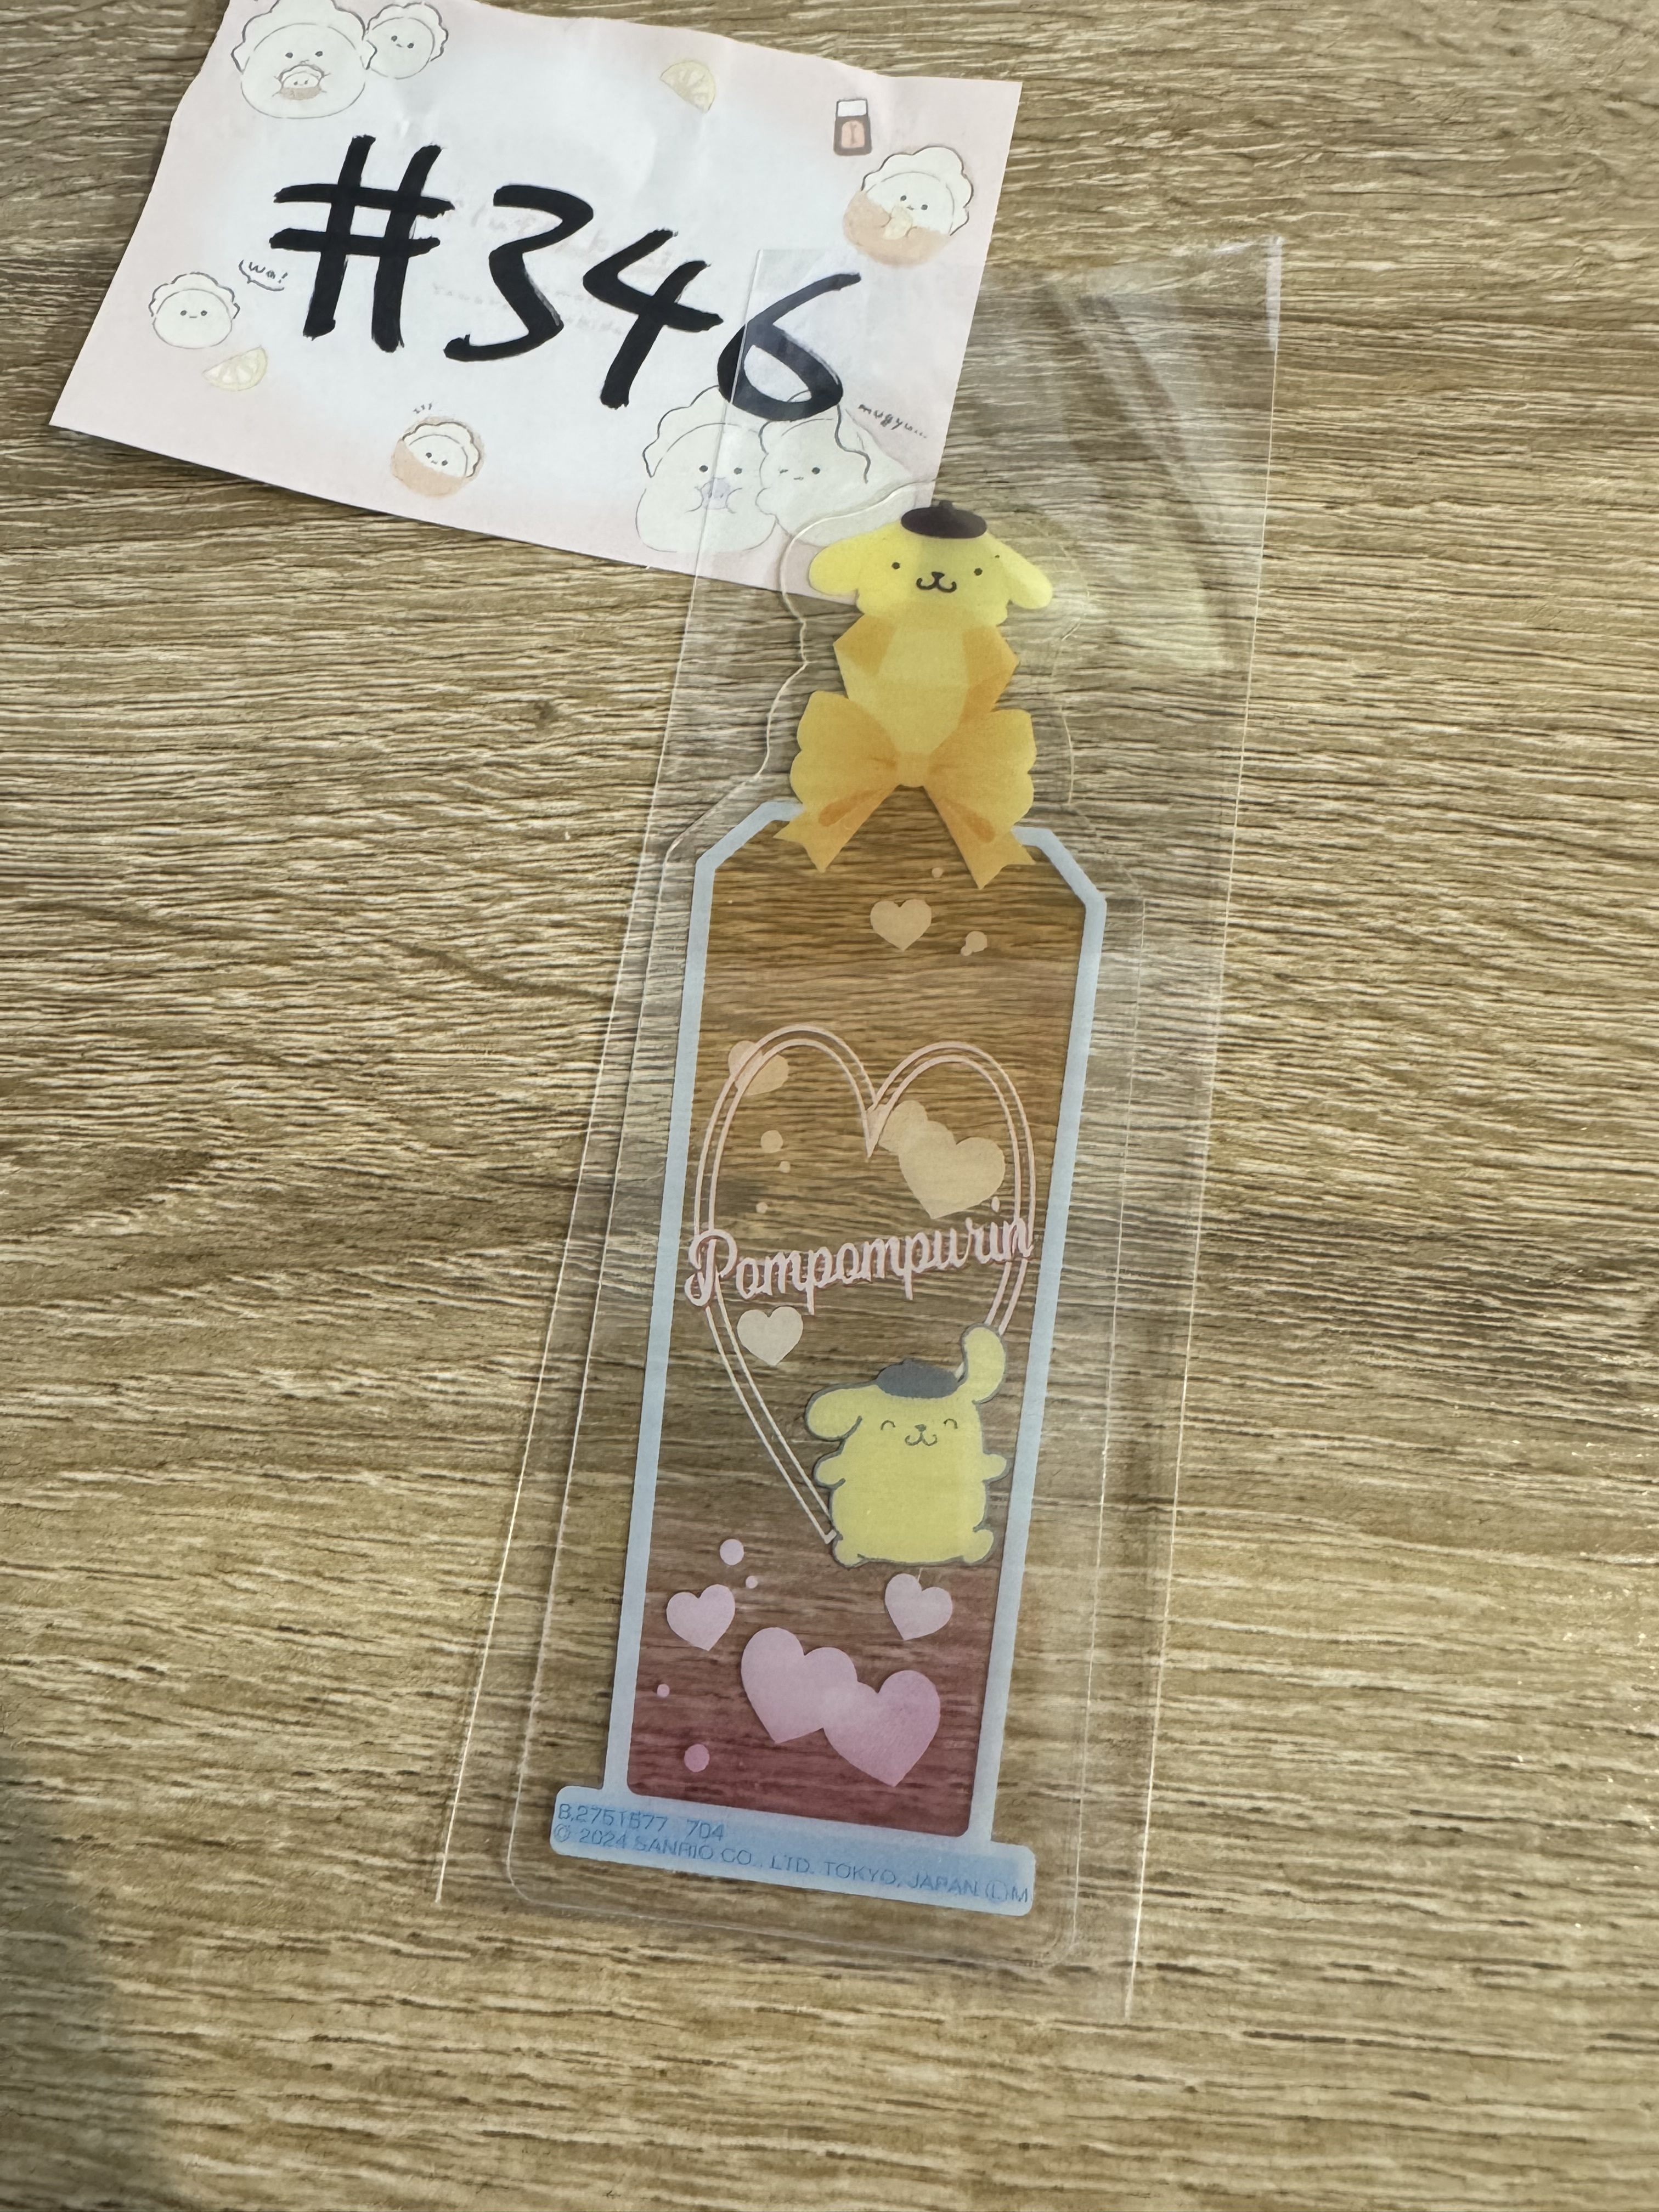 #346
wa!
mugyu...
Pompompurin
B.2751577 704
© 2024 SANRIO CO., LTD. TOKYO, JAPAN Ⓛ M